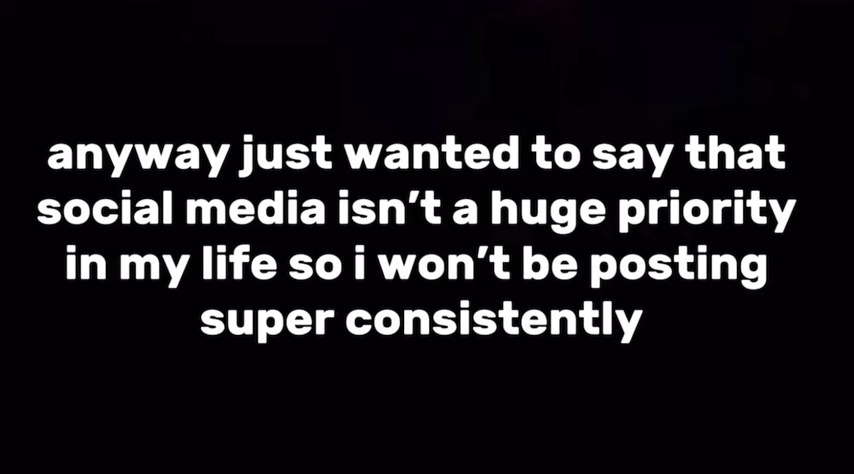 anyway just wanted to say that
social media isn’t a huge priority
in my life so i won’t be posting
super consistently